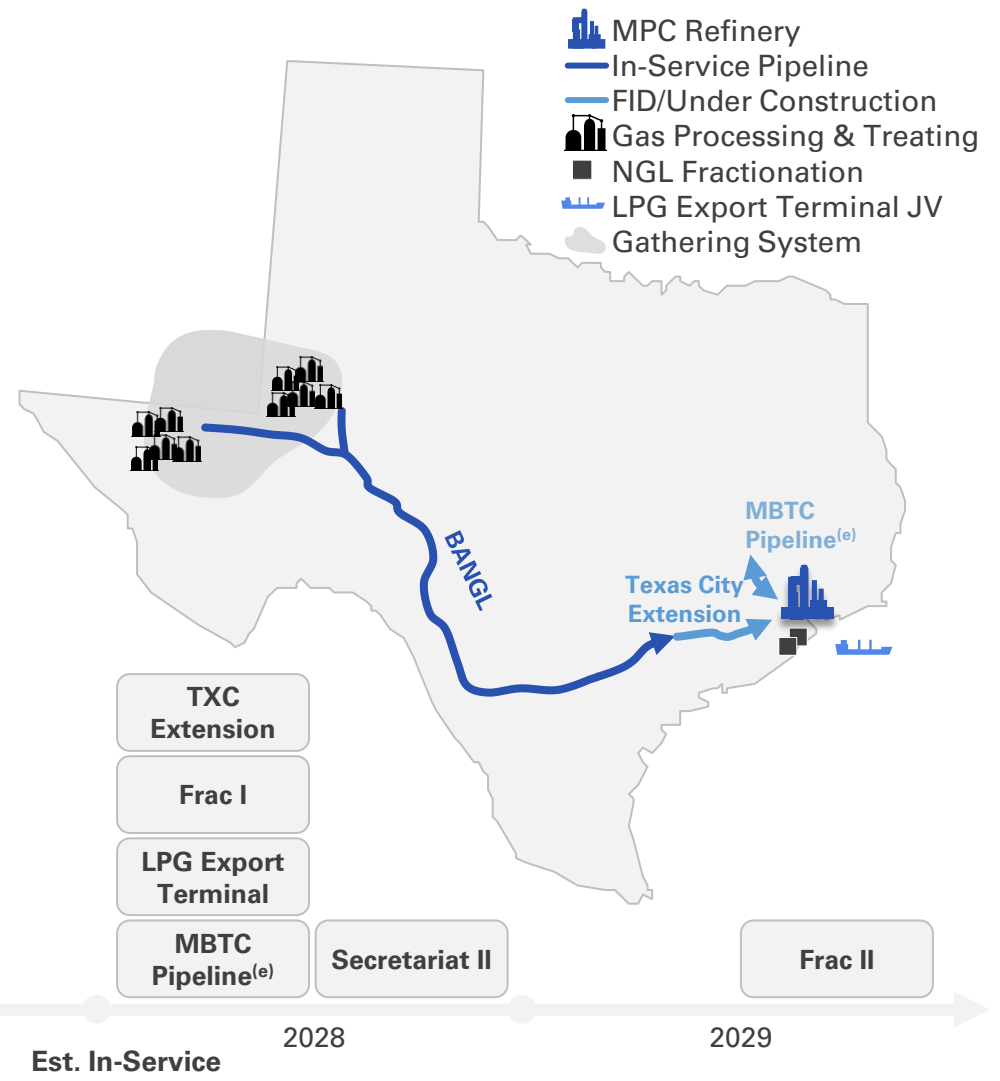 MPC Refinery
In-Service Pipeline
FID/Under Construction
Gas Processing & Treating
NGL Fractionation
LPG Export Terminal JV
Gathering System
BANGL
MBTC
Pipeline(e)
Texas City
Extension
TXC
Extension
Frac I
LPG Export
Terminal
MBTC
Pipeline(e)
Secretariat II
Frac II
2028
2029
Est. In-Service